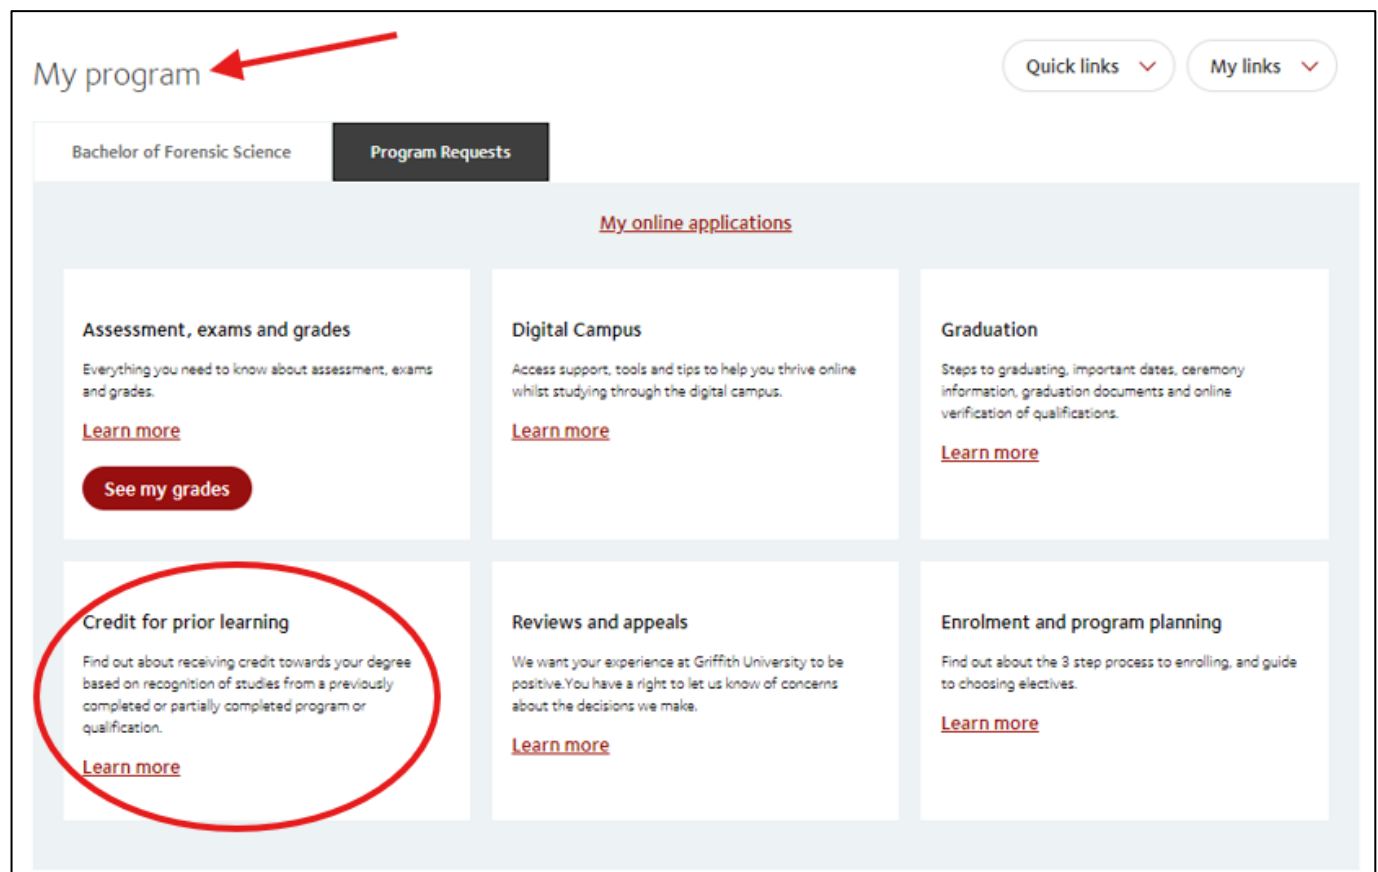 My program
Quick links
My links
Bachelor of Forensic Science
Program Requests
My online applications
Assessment, exams and grades
Everything you need to know about assessment, exams
and grades.
Learn more
See my grades
Digital Campus
Access support, tools and tips to help you thrive online
whilst studying through the digital campus.
Learn more
Graduation
Steps to graduating, important dates, ceremony
information, graduation documents and online
verification of qualifications.
Learn more
Credit for prior learning
Find out about receiving credit towards your degree
based on recognition of studies from a previously
completed or partially completed program or
qualification.
Learn more
Reviews and appeals
We want your experience at Griffith University to be
positive.You have a right to let us know of concerns
about the decisions we make.
Learn more
Enrolment and program planning
Find out about the 3 step process to enrolling, and guide
to choosing electives.
Learn more